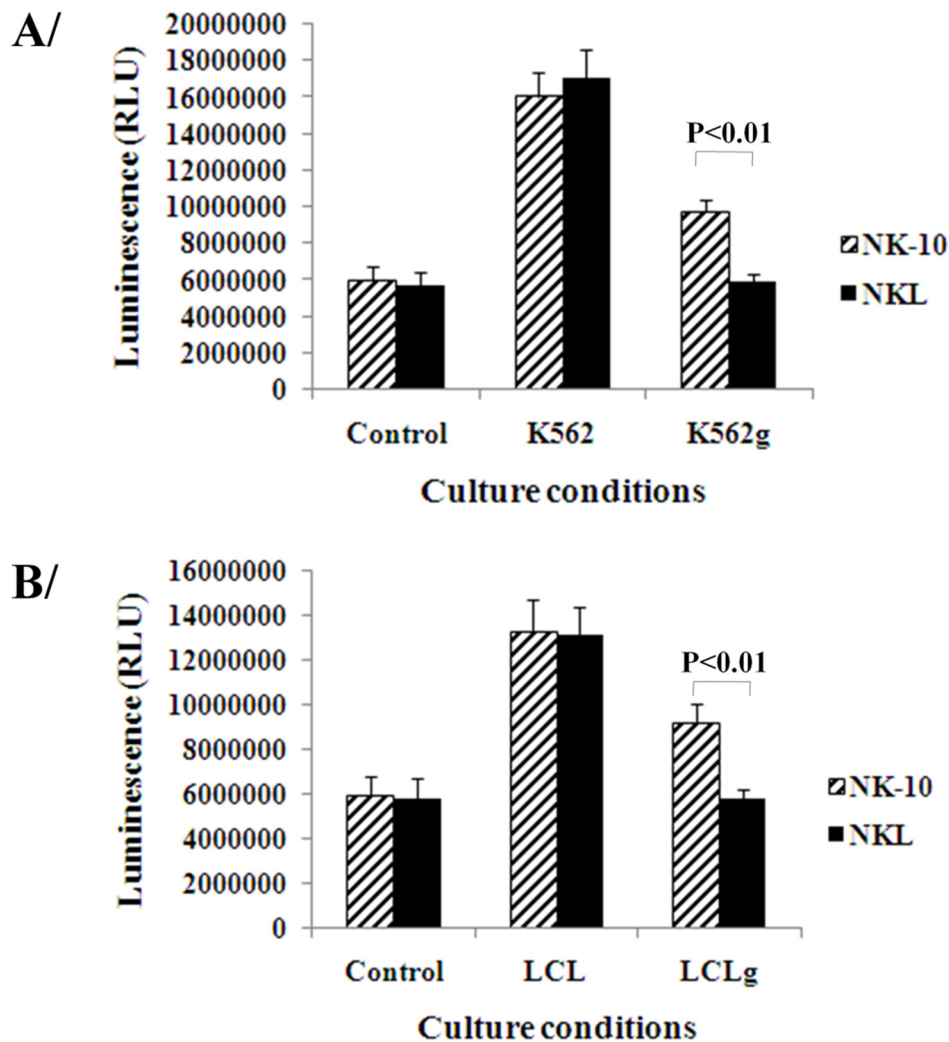 A/
Luminescence (RLU)
20000000
18000000
16000000
14000000
12000000
10000000
8000000
6000000
4000000
2000000
0
P<0.01
NK-10
NKL
Control K562 K562g
Culture conditions
B/
Luminescence (RLU)
16000000
14000000
12000000
10000000
8000000
6000000
4000000
2000000
0
P<0.01
NK-10
NKL
Control LCL LCLg
Culture conditions